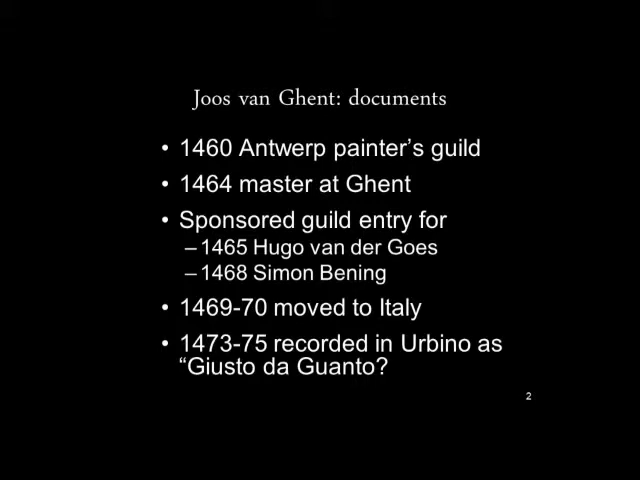 Joos van Ghent: documents
• 1460 Antwerp painter’s guild
• 1464 master at Ghent
• Sponsored guild entry for
–1465 Hugo van der Goes
–1468 Simon Bening
• 1469-70 moved to Italy
• 1473-75 recorded in Urbino as
“Giusto da Guanto?
2